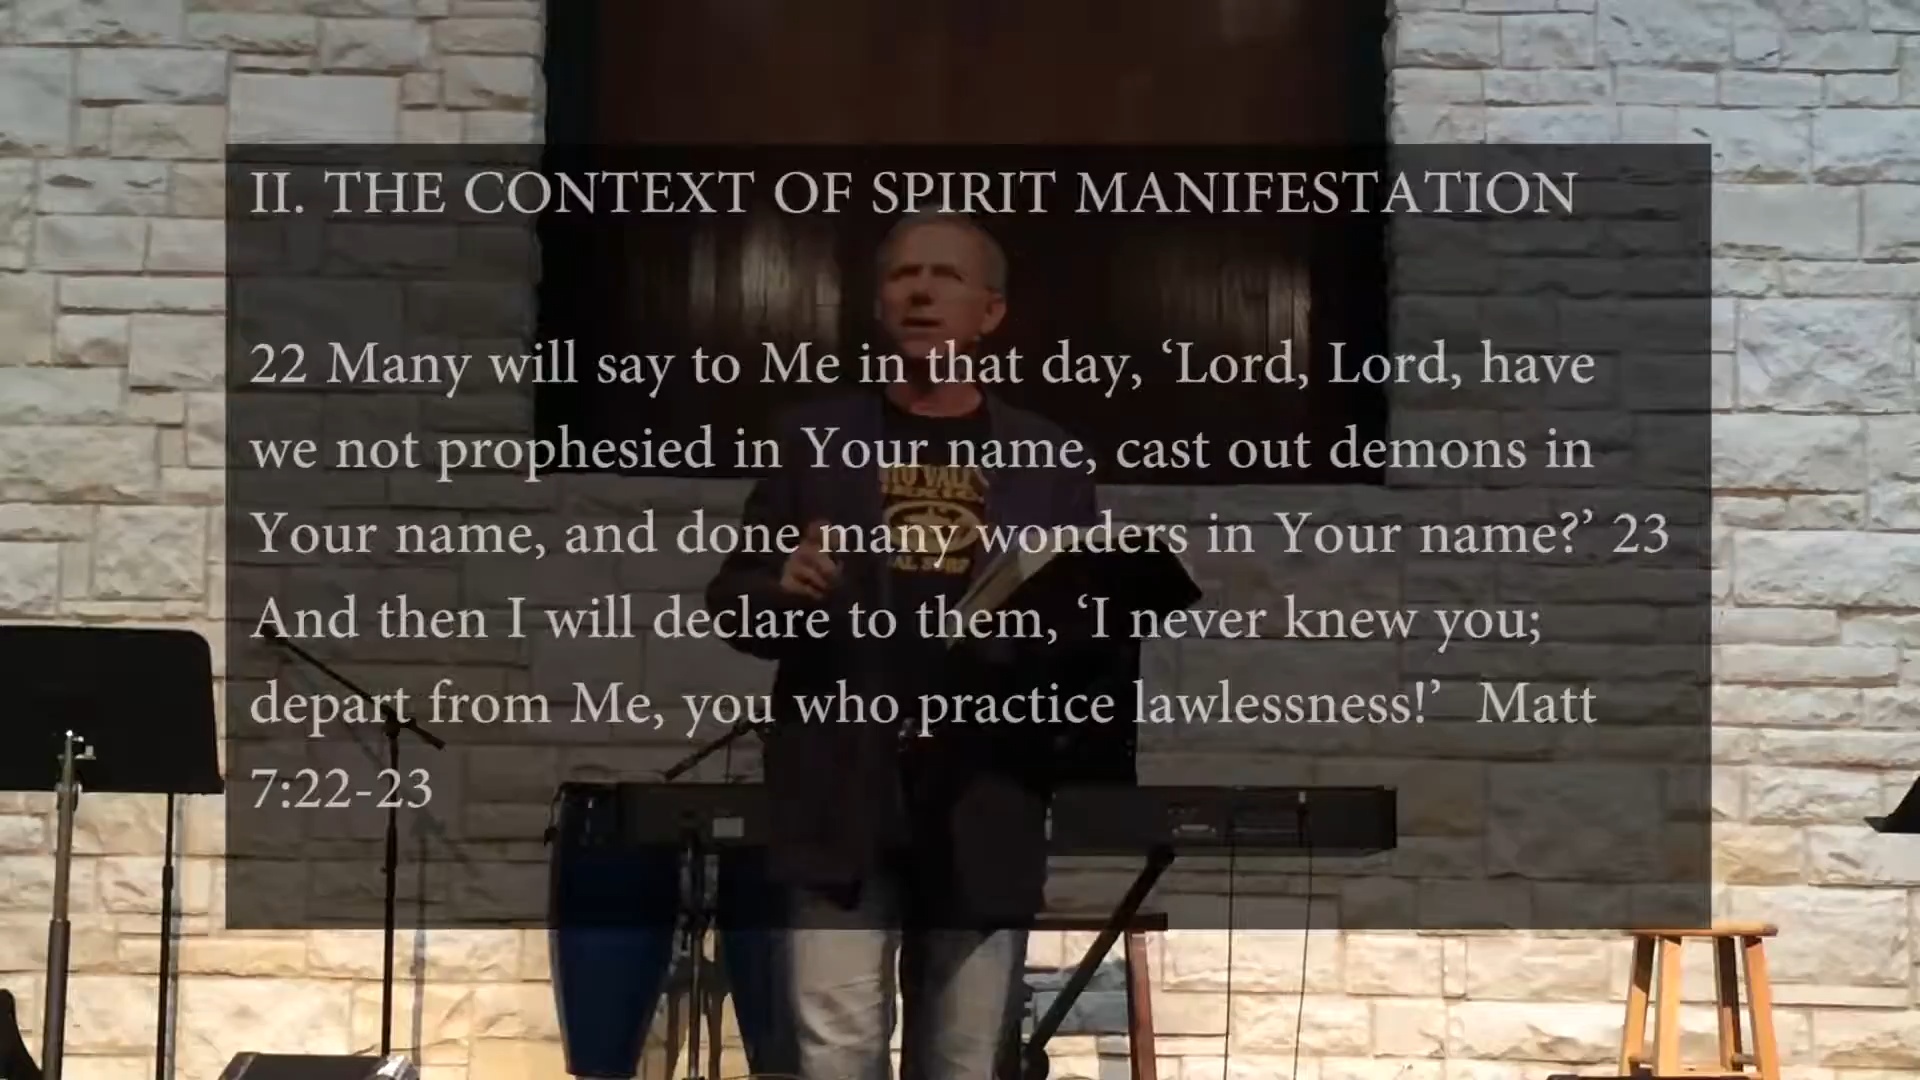 II. THE CONTEXT OF SPIRIT MANIFESTATION
22 Many will say to Me in that day, ‘Lord, Lord, have
we not prophesied in Your name, cast out demons in
Your name, and done many wonders in Your name?’ 23
And then I will declare to them, ‘I never knew you;
depart from Me, you who practice lawlessness!’ Matt
7:22-23